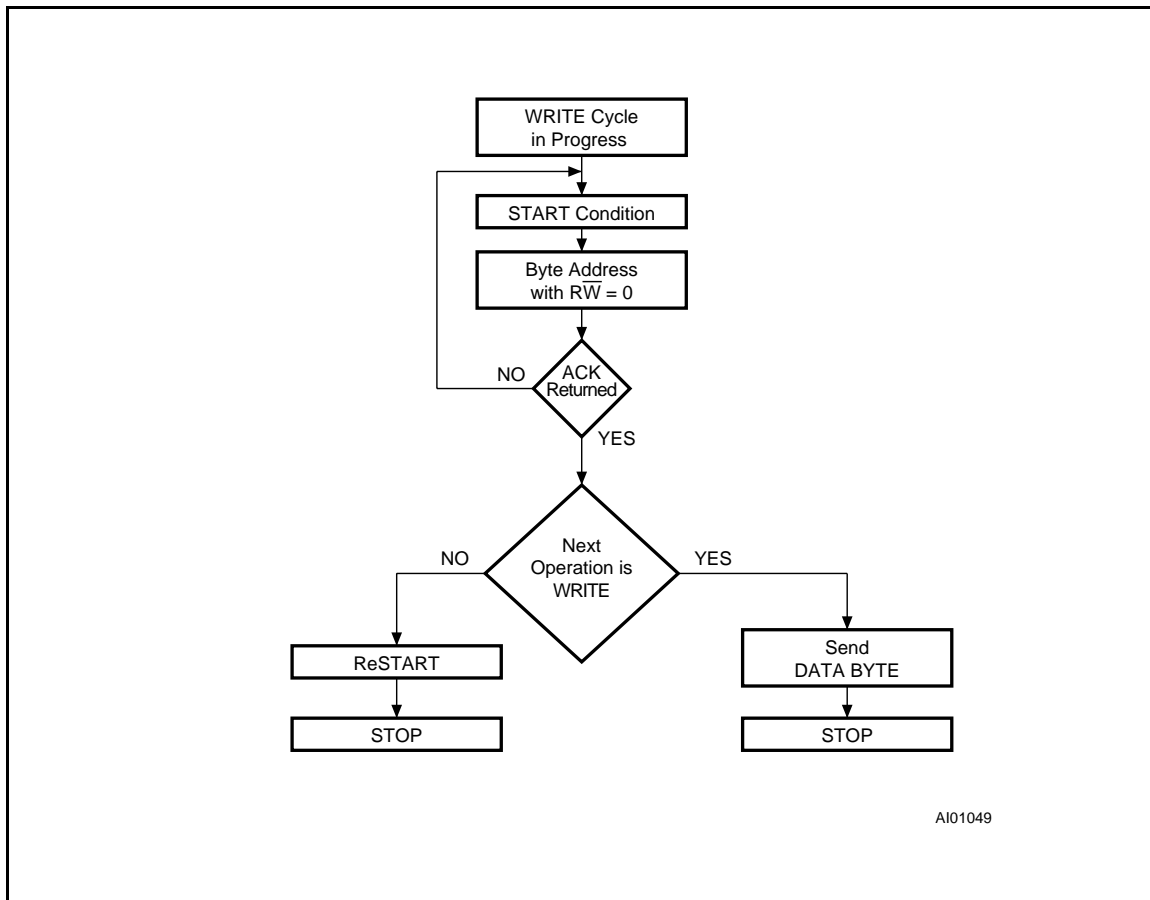 WRITE Cycle
in Progress
START Condition
Byte Address
with RW̅ = 0
NO
ACK
Returned
YES
NO
Next
Operation is
WRITE
YES
ReSTART
Send
DATA BYTE
STOP
STOP
AI01049